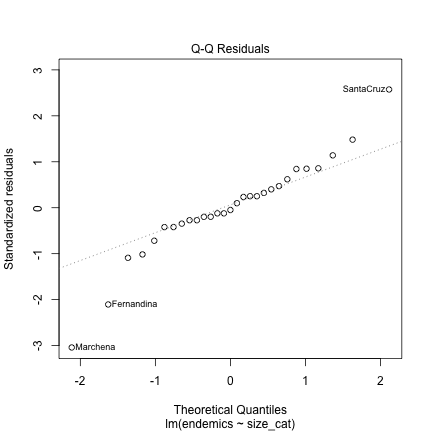 Q-Q Residuals
3
2
1
0
-1
-2
-3
Standardized residuals
SantaCruz
Fernandina
Marchena
-2 -1 0 1 2
Theoretical Quantiles
lm(endemics ~ size_cat)